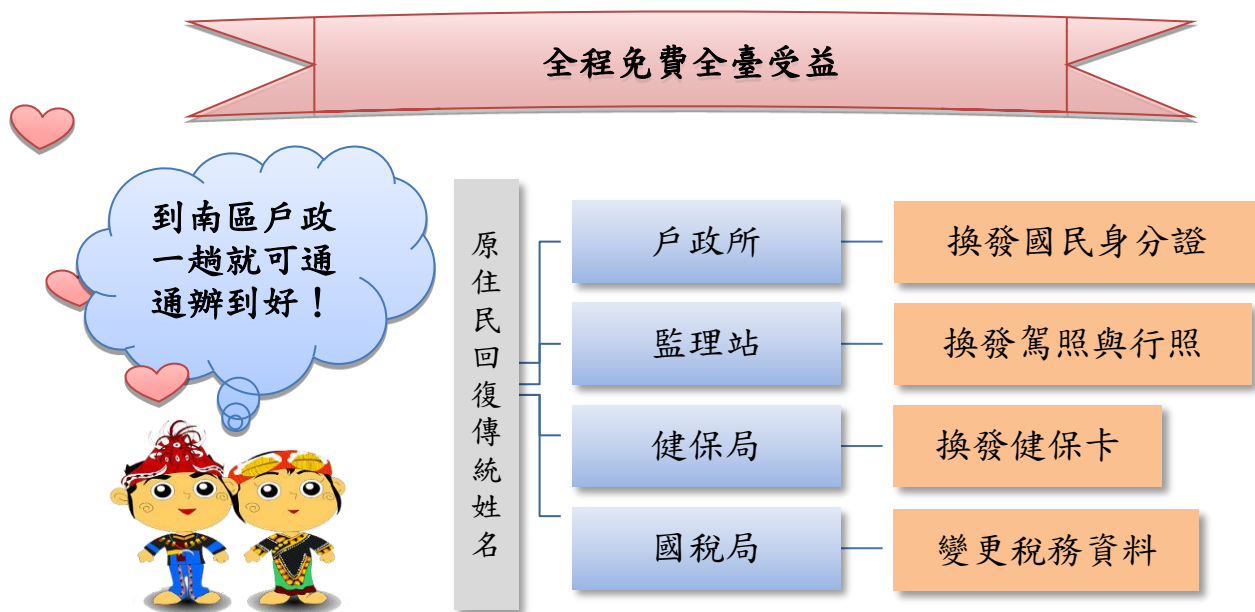 全程免費全臺受益
到南區戶政
一趟就可通
通辦到好！
原住民回復傳統姓名
戶政所
換發國民身分證
監理站
換發駕照與行照
健保局
換發健保卡
國稅局
變更稅務資料